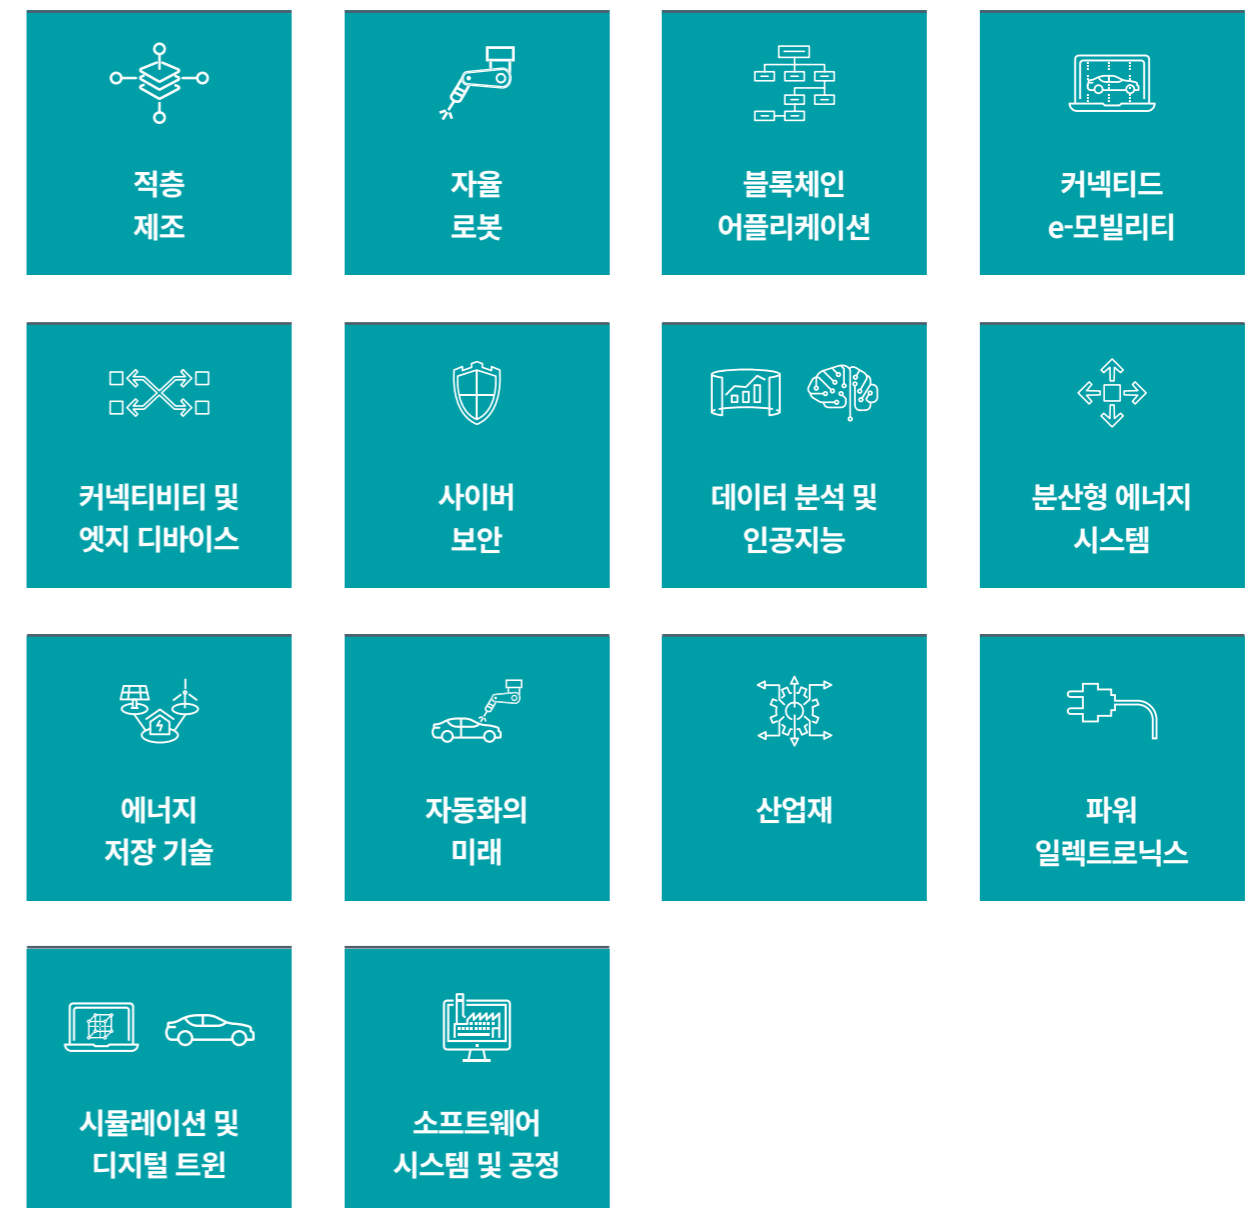 적층
제조
자율
로봇
블록체인
어플리케이션
커넥티드
e-모빌리티
커넥티비티 및
엣지 디바이스
사이버
보안
데이터 분석 및
인공지능
분산형 에너지
시스템
에너지
저장 기술
자동화의
미래
산업재
파워
일렉트로닉스
시뮬레이션 및
디지털 트윈
소프트웨어
시스템 및 공정